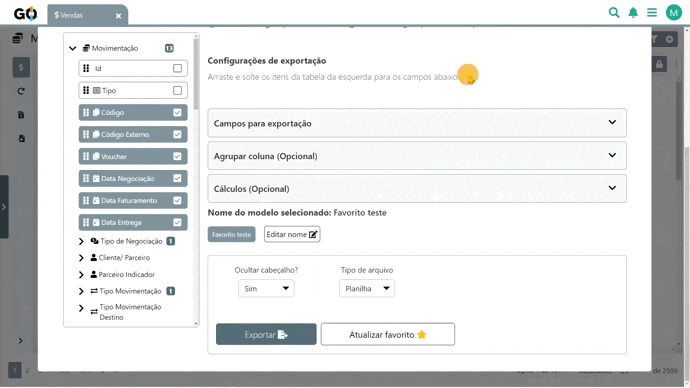 GO
$ Vendas
×
M
Movimentação 13
Id
Tipo
Código
Código Externo
Voucher
Data Negociação
Data Faturamento
Data Entrega
Tipo de Negociação 1
Cliente/ Parceiro
Parceiro Indicador
Tipo Movimentação 1
Tipo Movimentação
Destino
Configurações de exportação
Arraste e solte os itens da tabela da esquerda para os campos abaixo
Campos para exportação
Agrupar coluna (Opcional)
Cálculos (Opcional)
Nome do modelo selecionado: Favorito teste
Favorito teste
Editar nome
Ocultar cabeçalho?
Tipo de arquivo
Sim
Planilha
Exportar
Atualizar favorito
de 2509